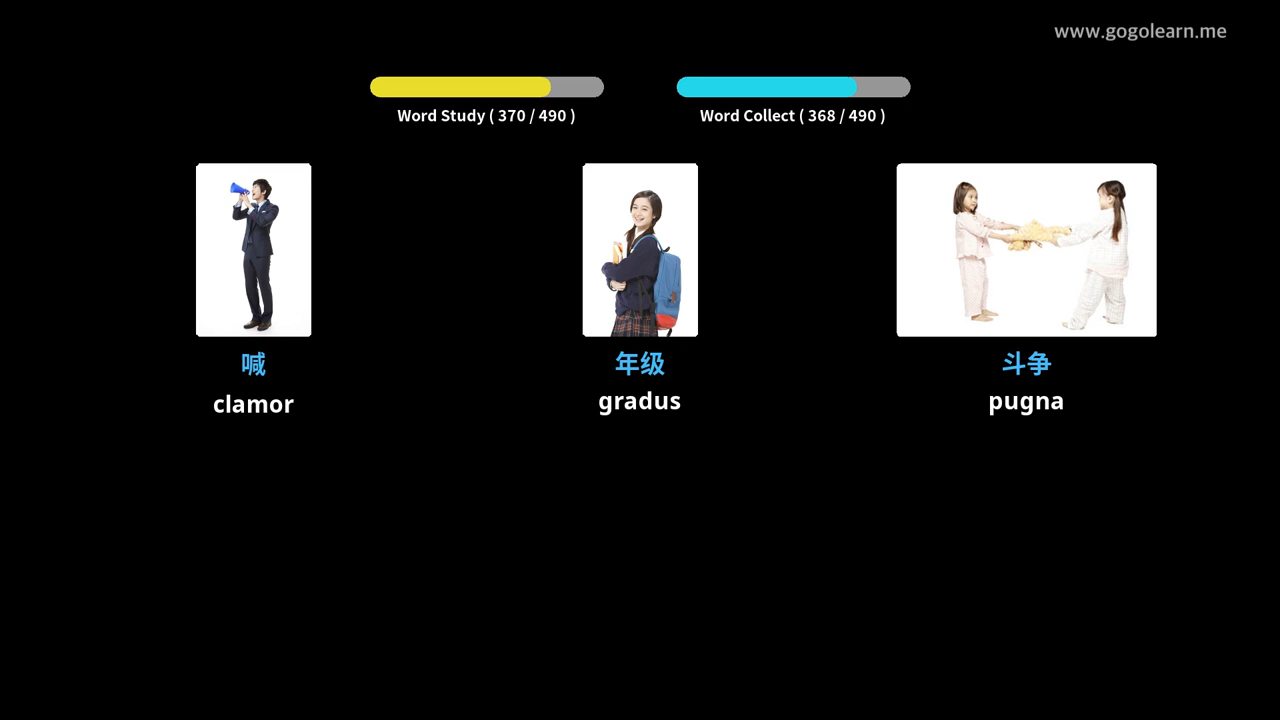 www.gogolearn.me
Word Study ( 370 / 490 )
Word Collect ( 368 / 490 )
喊
年级
斗争
clamor
gradus
pugna